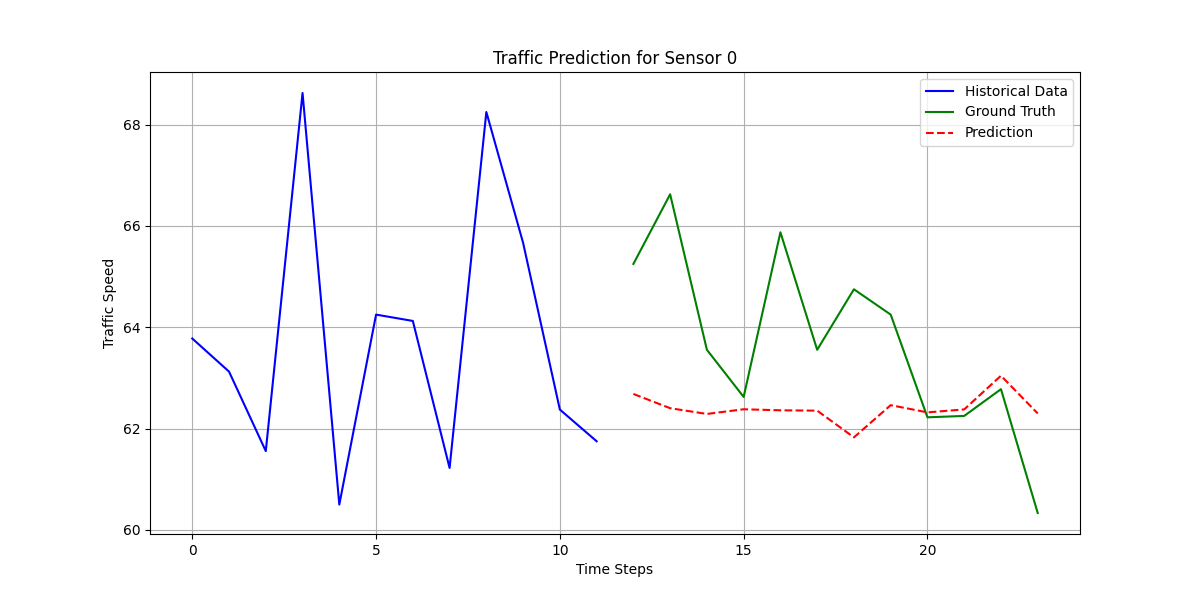 Traffic Prediction for Sensor 0
Historical Data
Ground Truth
Prediction
Traffic Speed
68
66
64
62
60
0 5 10 15 20
Time Steps